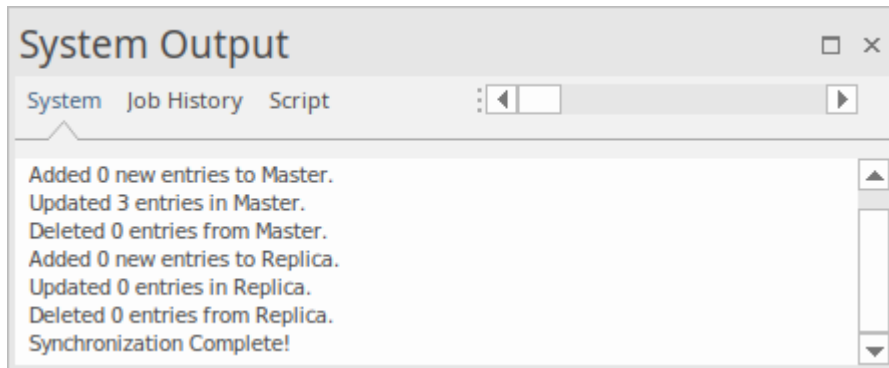 System Output
System Job History Script
Added 0 new entries to Master.
Updated 3 entries in Master.
Deleted 0 entries from Master.
Added 0 new entries to Replica.
Updated 0 entries in Replica.
Deleted 0 entries from Replica.
Synchronization Complete!